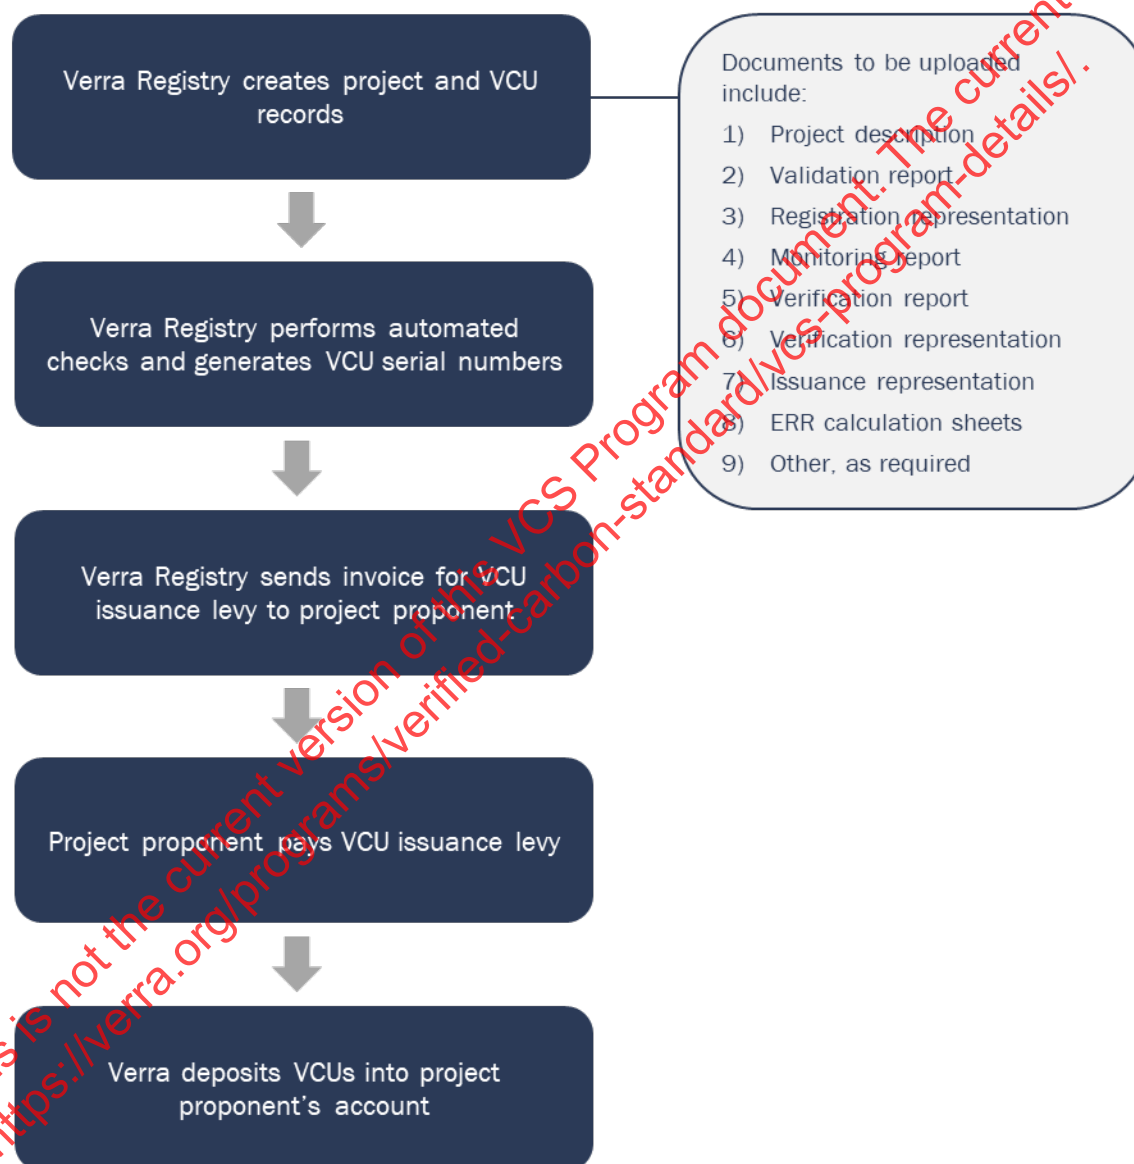 Verra Registry creates project and VCU
records
Documents to be uploaded
include:
1) Project description
2) Validation report
3) Registration representation
4) Monitoring report
5) Verification report
6) Verification representation
7) Issuance representation
8) ERR calculation sheets
9) Other, as required
Verra Registry performs automated
checks and generates VCU serial numbers
Verra Registry sends invoice for VCU
issuance levy to project proponent.
Project proponent pays VCU issuance levy
Verra deposits VCUs into project
proponent's account
is not the current version of this VCS Program document. The current
https://verra.org/programs/verified-carbon-standard/vcs-program-details/.